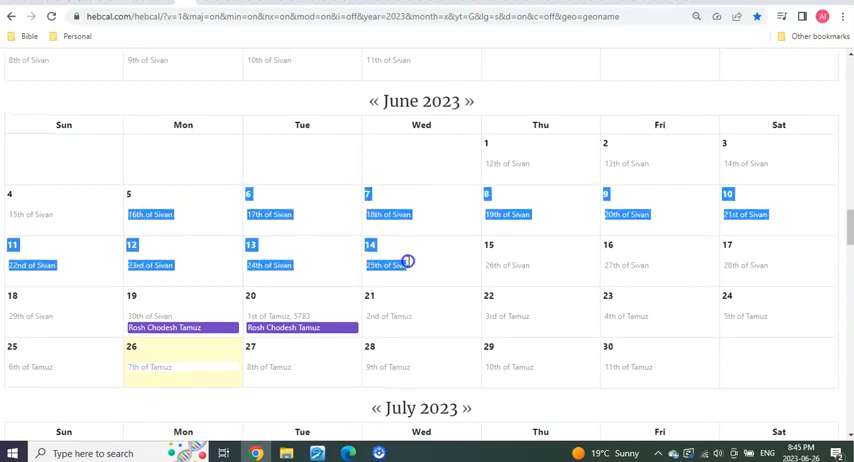 hebcal.com/hebcal/?v=1&maj=on&min=on&nx=on&mod=on&i=off&year=2023&month=x&yt=G&lg=s&d=on&c=off&geo=geoname
AI
Bible Personal Other bookmarks
8th of Sivan 9th of Sivan 10th of Sivan 11th of Sivan
« June 2023 »
Sun Mon Tue Wed Thu Fri Sat
1 2 3
12th of Sivan 13th of Sivan 14th of Sivan
4 5 6 7 8 9 10
15th of Sivan 16th of Sivan 17th of Sivan 18th of Sivan 19th of Sivan 20th of Sivan 21st of Sivan
11 12 13 14 15 16 17
22nd of Sivan 23rd of Sivan 24th of Sivan 25th of Sivan 26th of Sivan 27th of Sivan 28th of Sivan
18 19 20 21 22 23 24
29th of Sivan 30th of Sivan 1st of Tamuz, 5783 2nd of Tamuz 3rd of Tamuz 4th of Tamuz 5th of Tamuz
Rosh Chodesh Tamuz Rosh Chodesh Tamuz
25 26 27 28 29 30
6th of Tamuz 7th of Tamuz 8th of Tamuz 9th of Tamuz 10th of Tamuz 11th of Tamuz
« July 2023 »
Sun Mon Tue Wed Thu Fri Sat
Type here to search
19°C Sunny
ENG
8:45 PM
2023-06-26
2